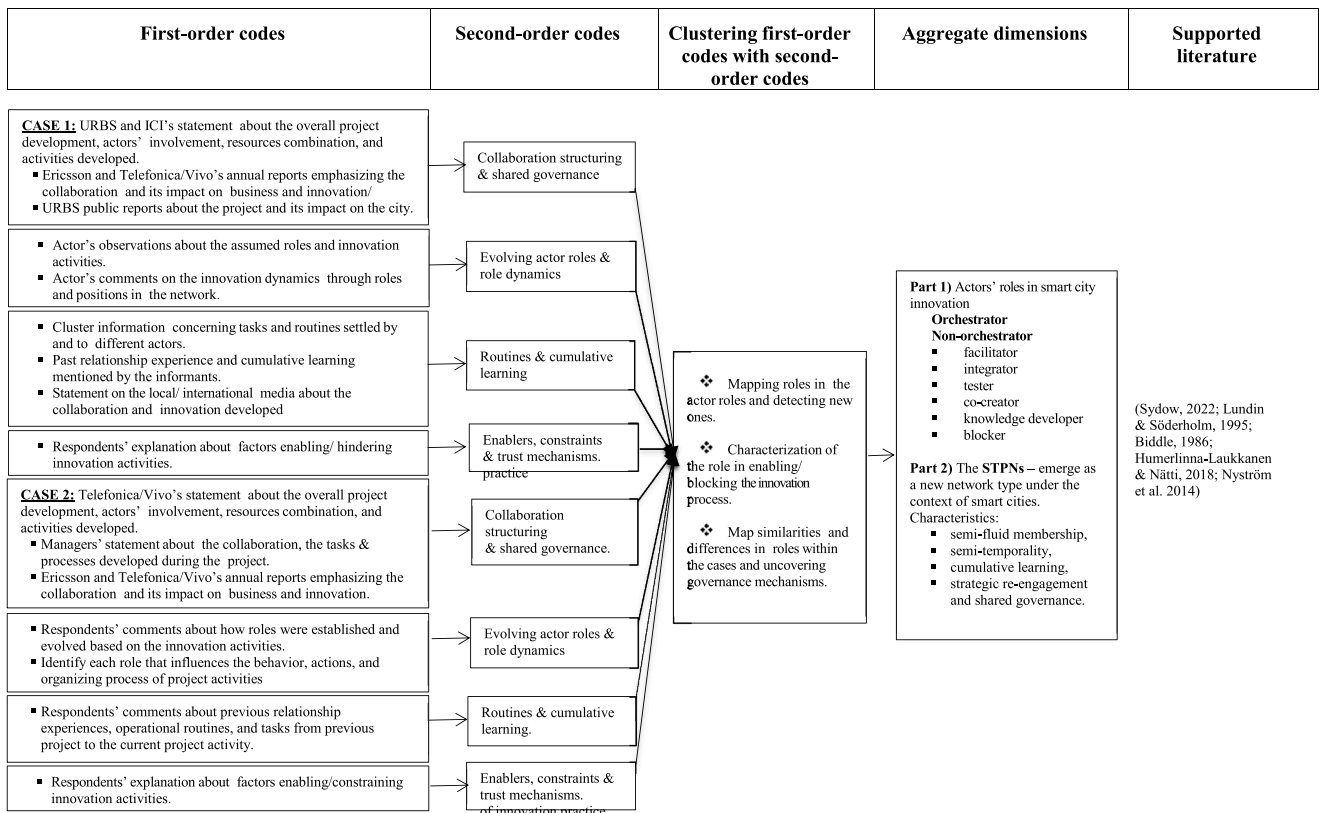 First-order codes
Second-order codes
Clustering first-order
codes with second-
order codes
Aggregate dimensions
Supported
literature
CASE 1: URBS and ICI's statement about the overall project
development, actors' involvement, resources combination, and
activities developed.
▪ Ericsson and Telefonica/Vivo's annual reports emphasizing the
collaboration and its impact on business and innovation/
▪ URBS public reports about the project and its impact on the city.
▪ Actor's observations about the assumed roles and innovation
activities.
▪ Actor's comments on the innovation dynamics through roles
and positions in the network.
▪ Cluster information concerning tasks and routines settled by
and to different actors.
▪ Past relationship experience and cumulative learning
mentioned by the informants.
▪ Statement on the local/ international media about the
collaboration and innovation developed
▪ Respondents' explanation about factors enabling/ hindering
innovation activities.
CASE 2: Telefonica/Vivo's statement about the overall project
development, actors' involvement, resources combination, and
activities developed.
▪ Managers' statement about the collaboration, the tasks &
processes developed during the project.
▪ Ericsson and Telefonica/Vivo's annual reports emphasizing the
collaboration and its impact on business and innovation.
▪ Respondents' comments about how roles were established and
evolved based on the innovation activities.
▪ Identify each role that influences the behavior, actions, and
organizing process of project activities
▪ Respondents' comments about previous relationship
experiences, operational routines, and tasks from previous
project to the current project activity.
▪ Respondents' explanation about factors enabling/constraining
innovation activities.
Collaboration structuring
& shared governance
Evolving actor roles &
role dynamics
Routines & cumulative
learning
Enablers, constraints
& trust mechanisms.
practice
Collaboration
structuring
& shared governance.
Evolving actor roles &
role dynamics
Routines & cumulative
learning.
Enablers, constraints &
trust mechanisms.
of innovation practice
❖ Mapping roles in the
actor roles and detecting new
ones.
❖ Characterization of
the role in enabling/
blocking the innovation
process.
❖ Map similarities and
differences in roles within
the cases and uncovering
governance mechanisms.
Part 1) Actors' roles in smart city
innovation
Orchestrator
Non-orchestrator
▪ facilitator
▪ integrator
▪ tester
▪ co-creator
▪ knowledge developer
▪ blocker
Part 2) The STPNs – emerge as
a new network type under the
context of smart cities.
Characteristics:
▪ semi-fluid membership,
▪ semi-temporality,
▪ cumulative learning,
▪ strategic re-engagement
and shared governance.
(Sydow, 2022; Lundin
& Söderholm, 1995;
Biddle, 1986;
Humerlinna-Laukkanen
& Nätti, 2018; Nyström
et al. 2014)